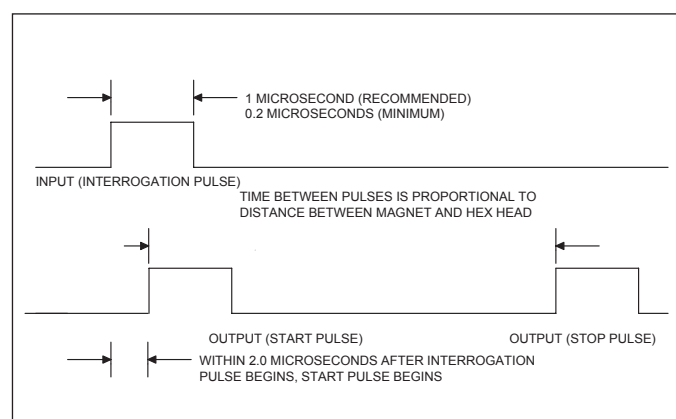 1 MICROSECOND (RECOMMENDED)
0.2 MICROSECONDS (MINIMUM)
INPUT (INTERROGATION PULSE)
TIME BETWEEN PULSES IS PROPORTIONAL TO
DISTANCE BETWEEN MAGNET AND HEX HEAD
OUTPUT (START PULSE)
OUTPUT (STOP PULSE)
WITHIN 2.0 MICROSECONDS AFTER INTERROGATION
PULSE BEGINS, START PULSE BEGINS